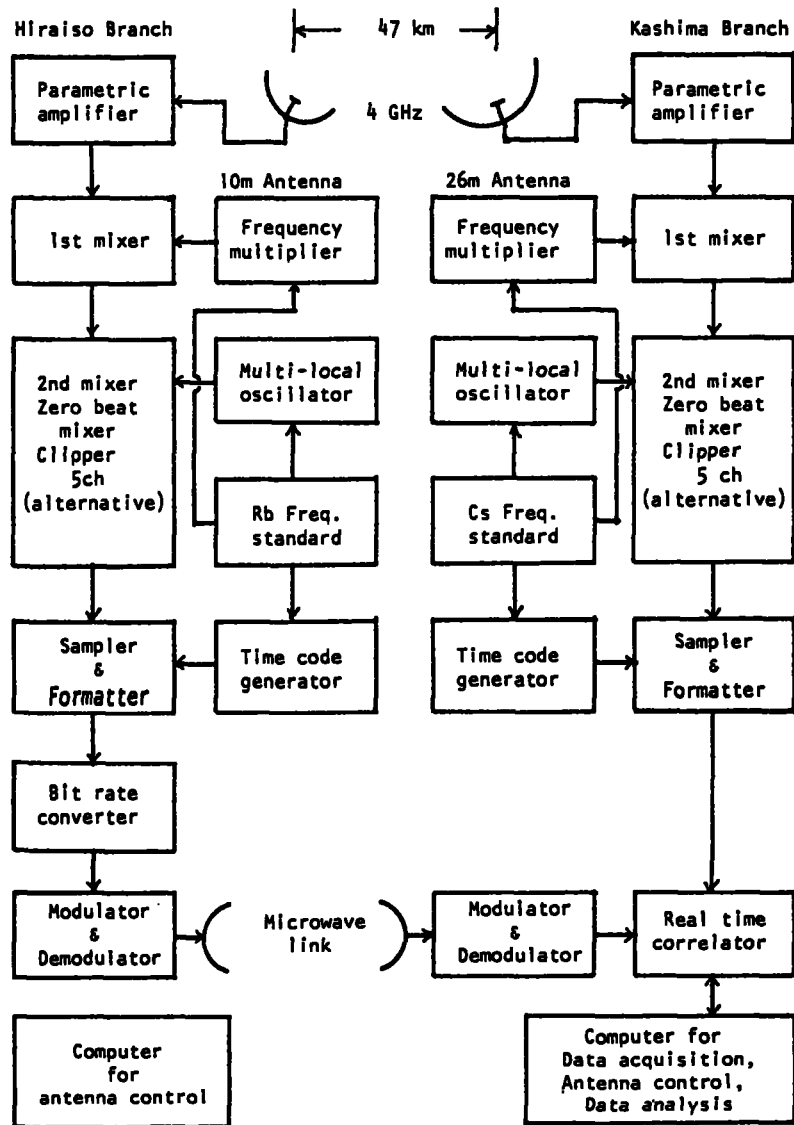 Hiraiso Branch
47 km
Kashima Branch
Parametric
amplifier
4 GHz
Parametric
amplifier
10m Antenna
26m Antenna
1st mixer
Frequency
multiplier
Frequency
multiplier
1st mixer
2nd mixer
Zero beat
mixer
Clipper
5ch
(alternative)
Multi-local
oscillator
Multi-local
oscillator
2nd mixer
Zero beat
mixer
Clipper
5 ch
(alternative)
Rb Freq.
standard
Cs Freq.
standard
Sampler
&
Formatter
Time code
generator
Time code
generator
Sampler
&
Formatter
Bit rate
converter
Modulator
&
Demodulator
Microwave
link
Modulator
&
Demodulator
Real time
correlator
Computer
for
antenna control
Computer for
Data acquisition,
Antenna control,
Data analysis